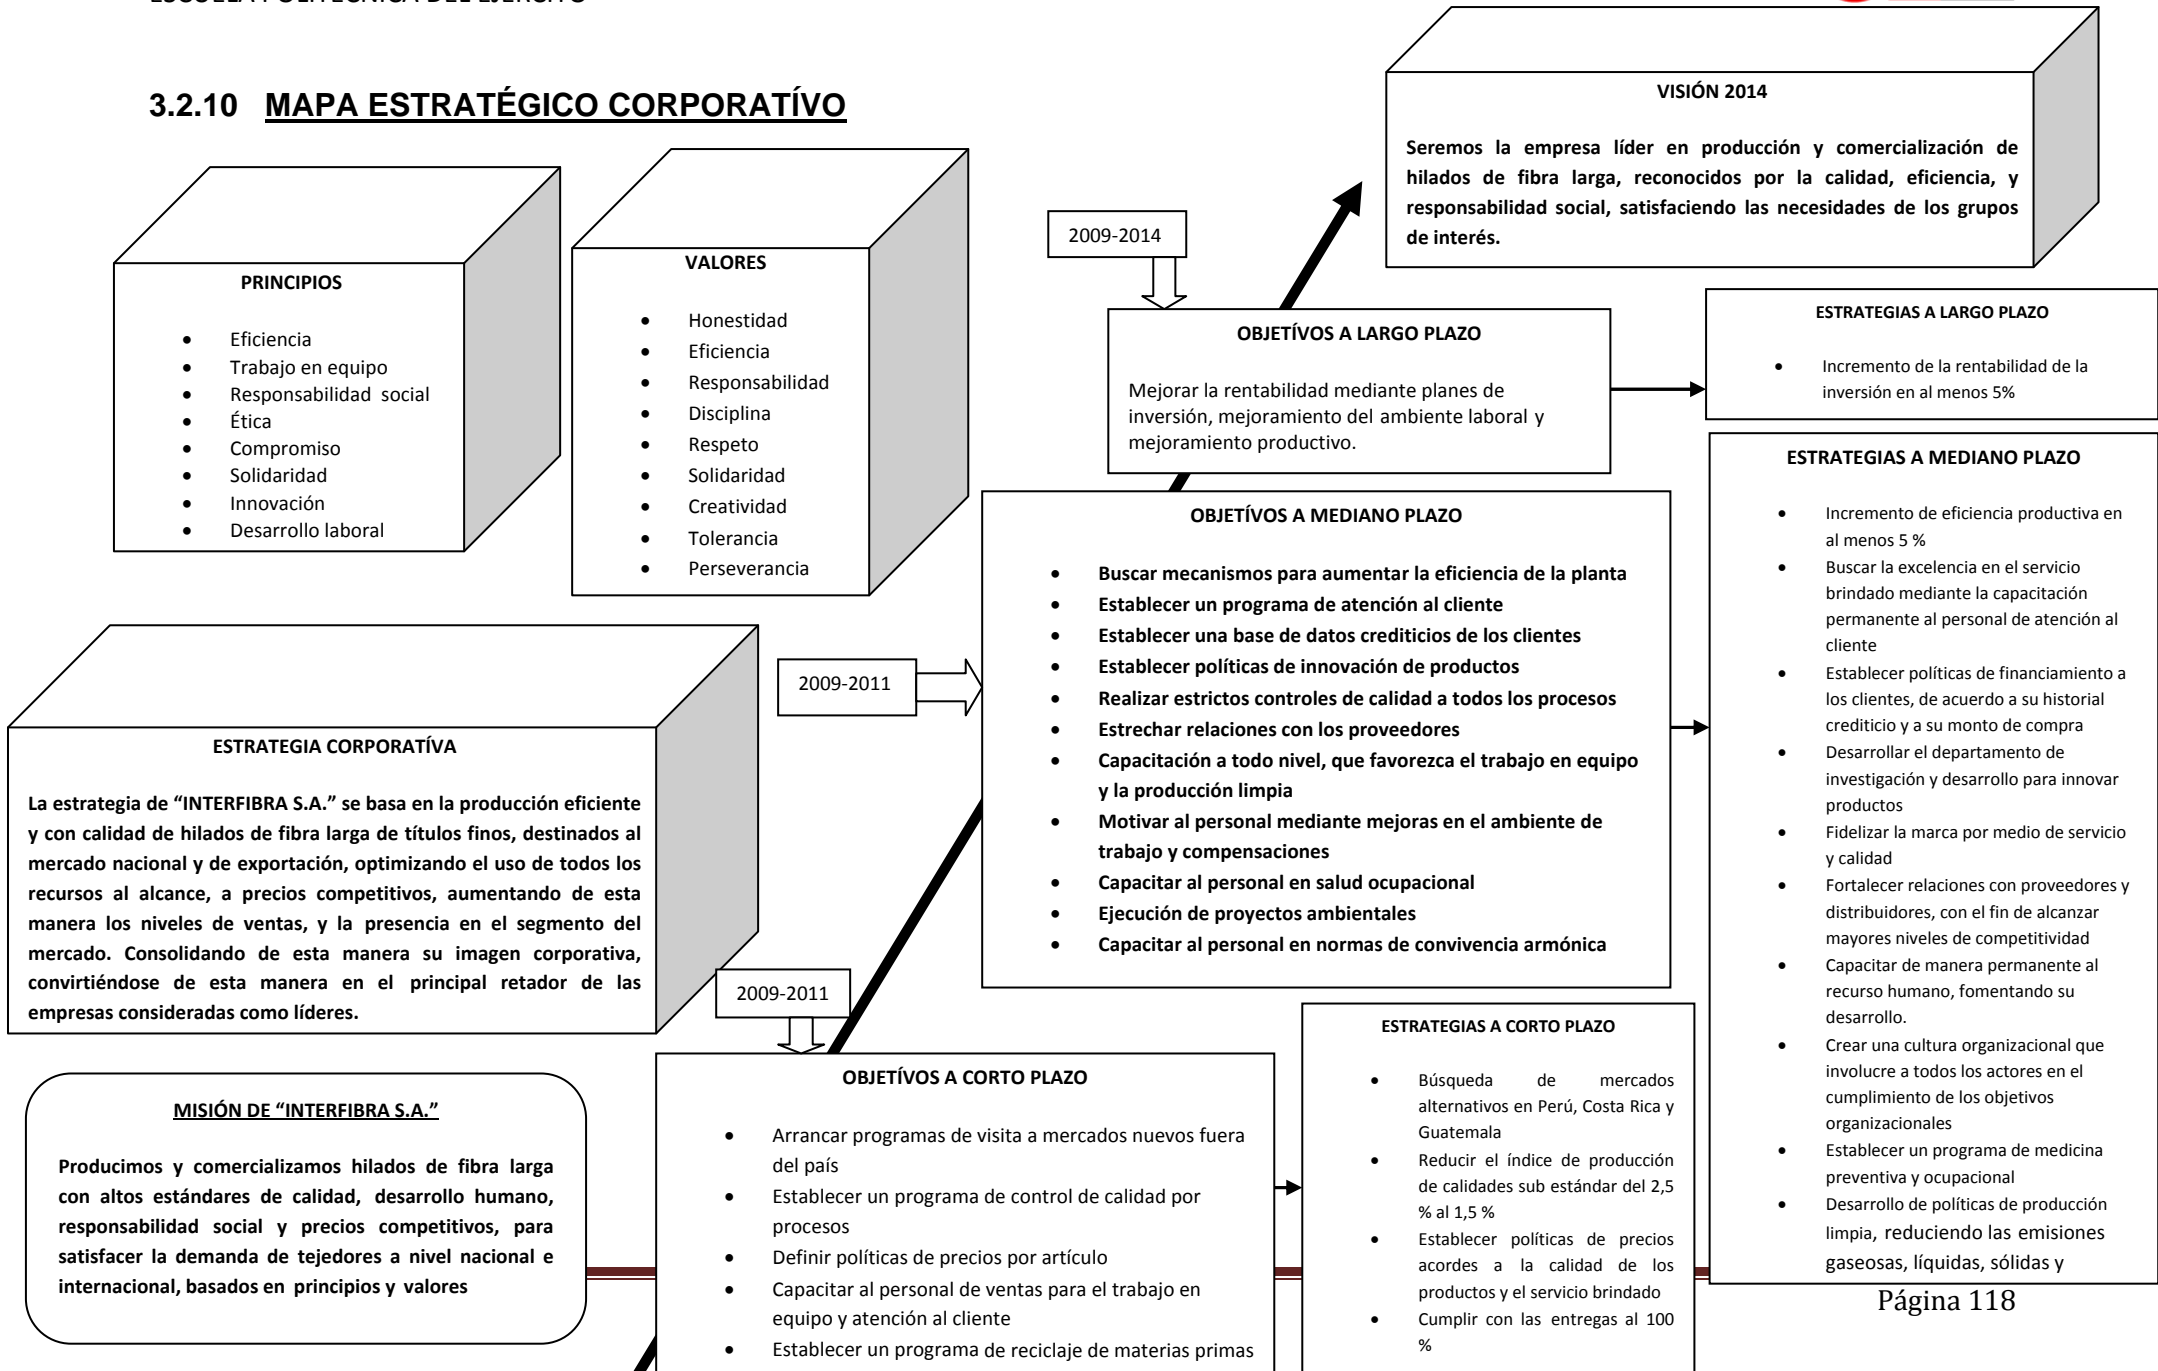 ESCUELA POLITÉCNICA DEL EJÉRCITO
3.2.10 MAPA ESTRATÉGICO CORPORATÍVO
VISIÓN 2014
Seremos la empresa líder en producción y comercialización de
hilados de fibra larga, reconocidos por la calidad, eficiencia, y
responsabilidad social, satisfaciendo las necesidades de los grupos
de interés.
PRINCIPIOS
• Eficiencia
• Trabajo en equipo
• Responsabilidad social
• Ética
• Compromiso
• Solidaridad
• Innovación
• Desarrollo laboral
VALORES
• Honestidad
• Eficiencia
• Responsabilidad
• Disciplina
• Respeto
• Solidaridad
• Creatividad
• Tolerancia
• Perseverancia
2009-2014
OBJETÍVOS A LARGO PLAZO
Mejorar la rentabilidad mediante planes de
inversión, mejoramiento del ambiente laboral y
mejoramiento productivo.
ESTRATEGIAS A LARGO PLAZO
• Incremento de la rentabilidad de la
inversión en al menos 5%
2009-2011
OBJETÍVOS A MEDIANO PLAZO
• Buscar mecanismos para aumentar la eficiencia de la planta
• Establecer un programa de atención al cliente
• Establecer una base de datos crediticios de los clientes
• Establecer políticas de innovación de productos
• Realizar estrictos controles de calidad a todos los procesos
• Estrechar relaciones con los proveedores
• Capacitación a todo nivel, que favorezca el trabajo en equipo
y la producción limpia
• Motivar al personal mediante mejoras en el ambiente de
trabajo y compensaciones
• Capacitar al personal en salud ocupacional
• Ejecución de proyectos ambientales
• Capacitar al personal en normas de convivencia armónica
ESTRATEGIAS A MEDIANO PLAZO
• Incremento de eficiencia productiva en
al menos 5 %
• Buscar la excelencia en el servicio
brindado mediante la capacitación
permanente al personal de atención al
cliente
• Establecer políticas de financiamiento a
los clientes, de acuerdo a su historial
crediticio y a su monto de compra
• Desarrollar el departamento de
investigación y desarrollo para innovar
productos
• Fidelizar la marca por medio de servicio
y calidad
• Fortalecer relaciones con proveedores y
distribuidores, con el fin de alcanzar
mayores niveles de competitividad
• Capacitar de manera permanente al
recurso humano, fomentando su
desarrollo.
• Crear una cultura organizacional que
involucre a todos los actores en el
cumplimiento de los objetivos
organizacionales
• Establecer un programa de medicina
preventiva y ocupacional
• Desarrollo de políticas de producción
limpia, reduciendo las emisiones
gaseosas, líquidas, sólidas y
ESTRATEGIA CORPORATÍVA
La estrategia de “INTERFIBRA S.A.” se basa en la producción eficiente
y con calidad de hilados de fibra larga de títulos finos, destinados al
mercado nacional y de exportación, optimizando el uso de todos los
recursos al alcance, a precios competitivos, aumentando de esta
manera los niveles de ventas, y la presencia en el segmento del
mercado. Consolidando de esta manera su imagen corporativa,
convirtiéndose de esta manera en el principal retador de las
empresas consideradas como líderes.
2009-2011
OBJETÍVOS A CORTO PLAZO
• Arrancar programas de visita a mercados nuevos fuera
del país
• Establecer un programa de control de calidad por
procesos
• Definir políticas de precios por artículo
• Capacitar al personal de ventas para el trabajo en
equipo y atención al cliente
• Establecer un programa de reciclaje de materias primas
ESTRATEGIAS A CORTO PLAZO
• Búsqueda de mercados
alternativos en Perú, Costa Rica y
Guatemala
• Reducir el índice de producción
de calidades sub estándar del 2,5
% al 1,5 %
• Establecer políticas de precios
acordes a la calidad de los
productos y el servicio brindado
• Cumplir con las entregas al 100
%
MISIÓN DE “INTERFIBRA S.A.”
Producimos y comercializamos hilados de fibra larga
con altos estándares de calidad, desarrollo humano,
responsabilidad social y precios competitivos, para
satisfacer la demanda de tejedores a nivel nacional e
internacional, basados en principios y valores
Página 118